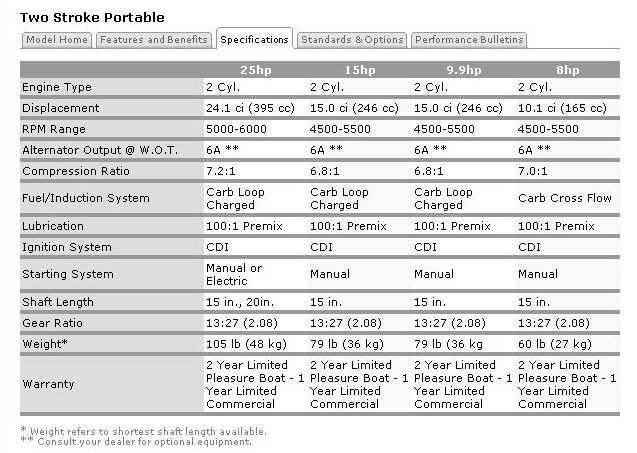 Two Stroke Portable
Model Home Features and Benefits Specifications Standards & Options Performance Bulletins
25hp 15hp 9.9hp 8hp
Engine Type 2 Cyl. 2 Cyl. 2 Cyl. 2 Cyl.
Displacement 24.1 ci (395 cc) 15.0 ci (246 cc) 15.0 ci (246 cc) 10.1 ci (165 cc)
RPM Range 5000-6000 4500-5500 4500-5500 4500-5500
Alternator Output @ W.O.T. 6A ** 6A ** 6A ** 6A **
Compression Ratio 7.2:1 6.8:1 6.8:1 7.0:1
Fuel/Induction System Carb Loop Charged Carb Loop Charged Carb Loop Charged Carb Cross Flow
Lubrication 100:1 Premix 100:1 Premix 100:1 Premix 100:1 Premix
Ignition System CDI CDI CDI CDI
Starting System Manual or Electric Manual Manual Manual
Shaft Length 15 in., 20in. 15 in. 15 in. 15 in.
Gear Ratio 13:27 (2.08) 13:27 (2.08) 13:27 (2.08) 13:27 (2.08)
Weight* 105 lb (48 kg) 79 lb (36 kg) 79 lb (36 kg 60 lb (27 kg)
Warranty 2 Year Limited Pleasure Boat - 1 Year Limited Commercial 2 Year Limited Pleasure Boat - 1 Year Limited Commercial 2 Year Limited Pleasure Boat - 1 Year Limited Commercial 2 Year Limited Pleasure Boat - 1 Year Limited Commercial
* Weight refers to shortest shaft length available.
** Consult your dealer for optional equipment.